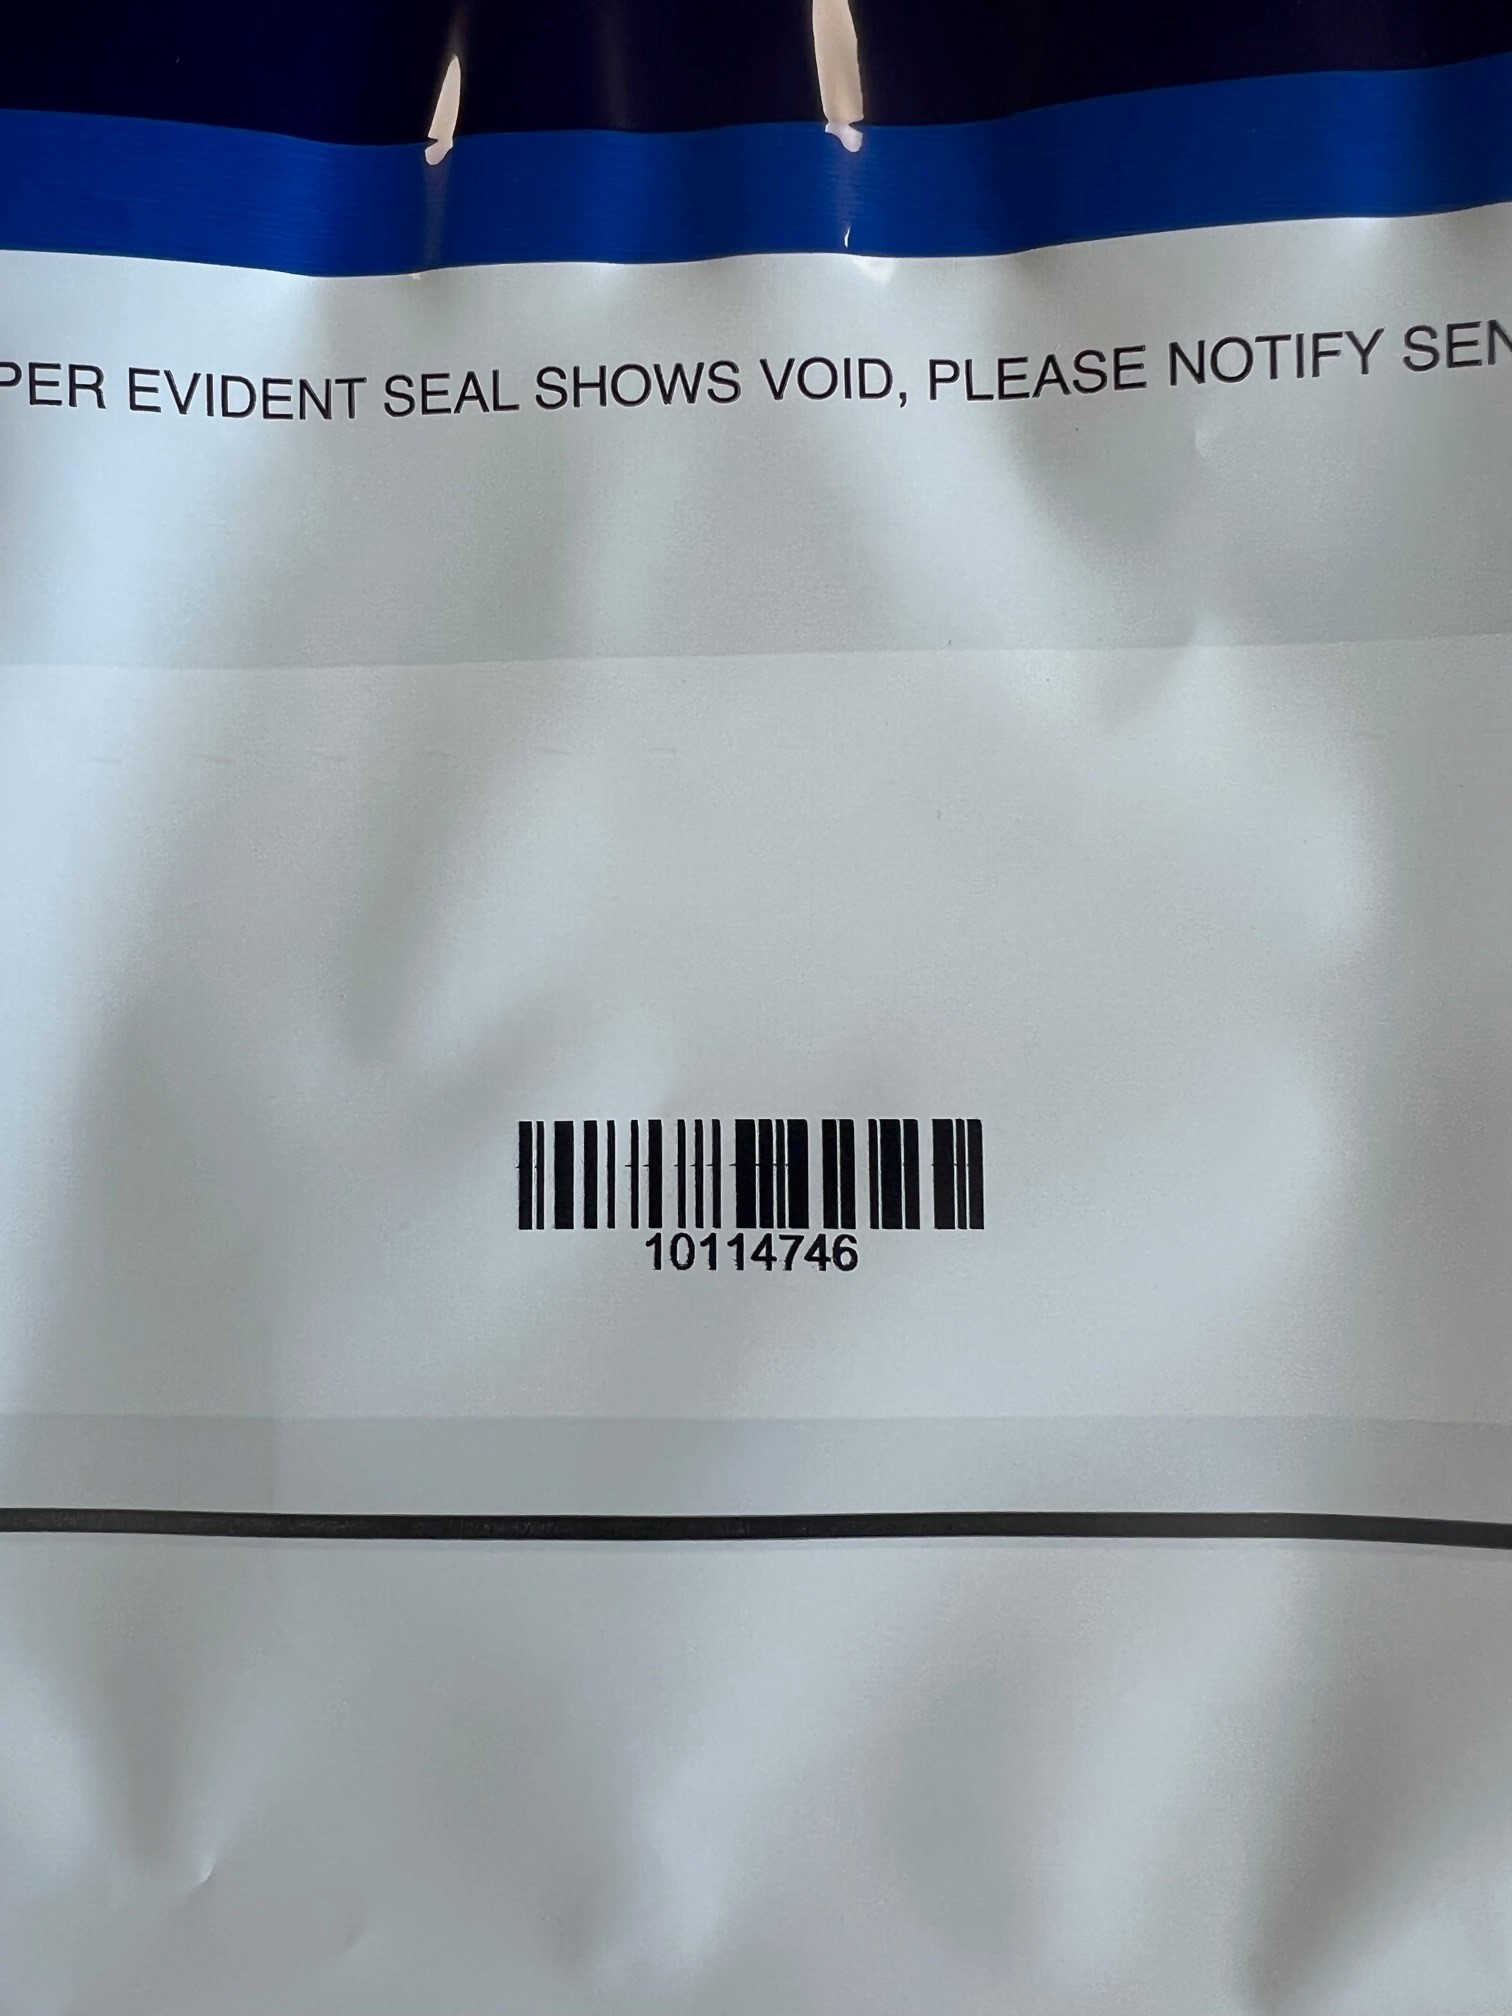 PER EVIDENT SEAL SHOWS VOID, PLEASE NOTIFY SEN
10114746